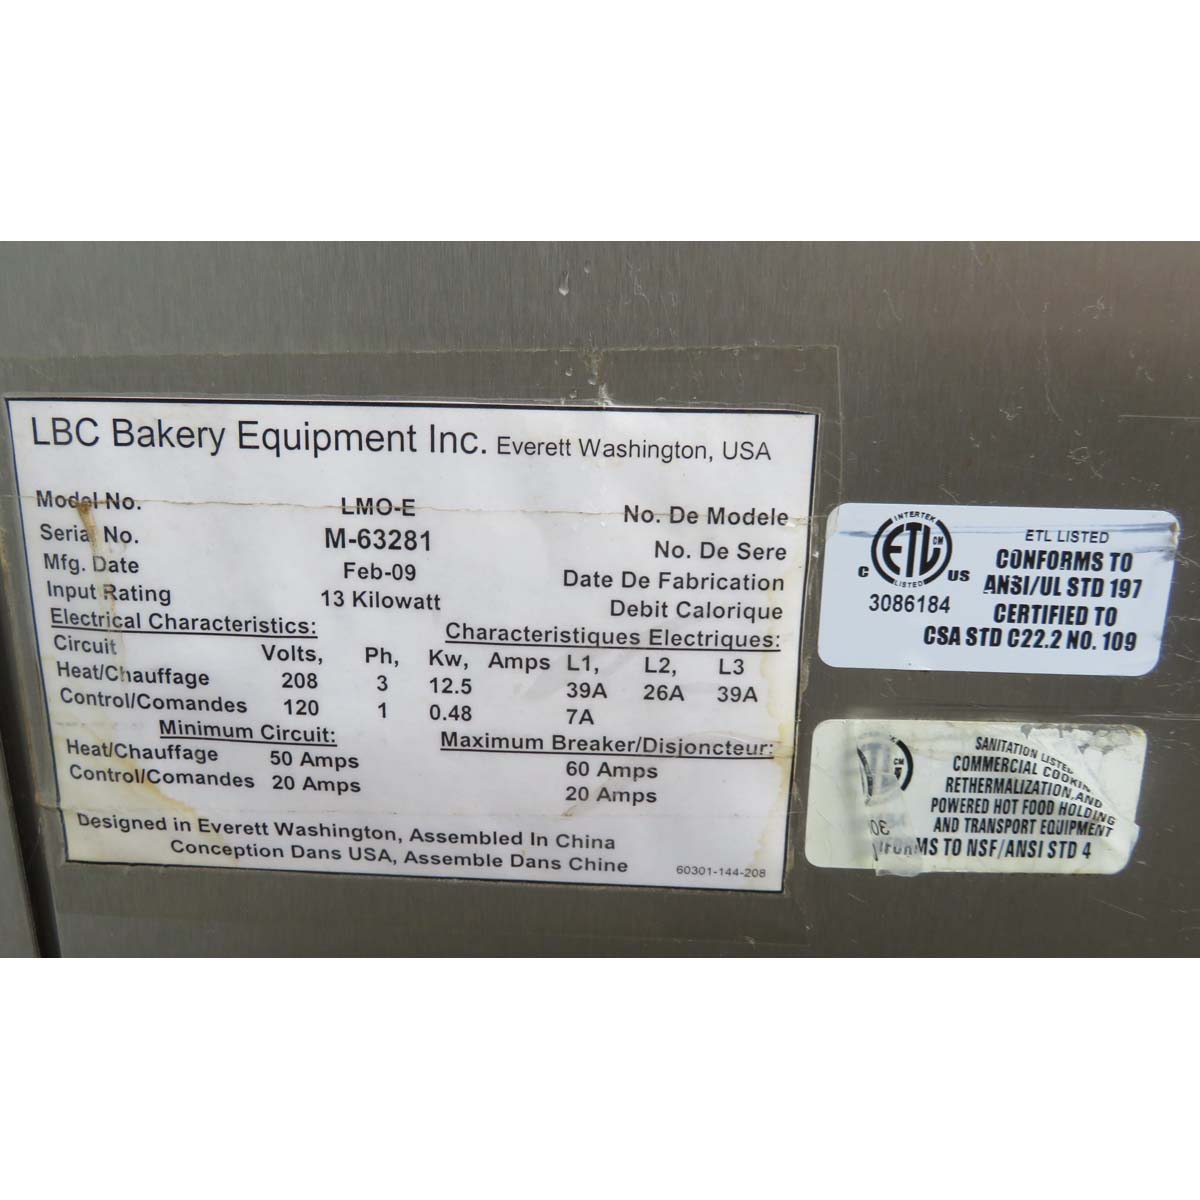 LBC Bakery Equipment Inc. Everett Washington, USA
Model No. LMO-E No. De Modele
Serial No. M-63281 No. De Sere
Mfg. Date Feb-09 Date De Fabrication
Input Rating 13 Kilowatt Debit Calorique
Electrical Characteristics: Characteristiques Electriques:
Circuit Volts, Ph, Kw, Amps L1, L2, L3
Heat/Chauffage 208 3 12.5 39A 26A 39A
Control/Comandes 120 1 0.48 7A
Minimum Circuit: Maximum Breaker/Disjoncteur:
Heat/Chauffage 50 Amps 60 Amps
Control/Comandes 20 Amps 20 Amps
Designed in Everett Washington, Assembled In China
Conception Dans USA, Assemble Dans Chine
60301-144-208
INTERTEK
ETL CM
LISTED
C US
3086184
ETL LISTED
CONFORMS TO
ANSI/UL STD 197
CERTIFIED TO
CSA STD C22.2 NO. 109
SANITATION LISTED
COMMERCIAL COOKIN
RETHERMALIZATION AND
POWERED HOT FOOD HOLDING
AND TRANSPORT EQUIPMENT
TO NSF/ANSI STD 4